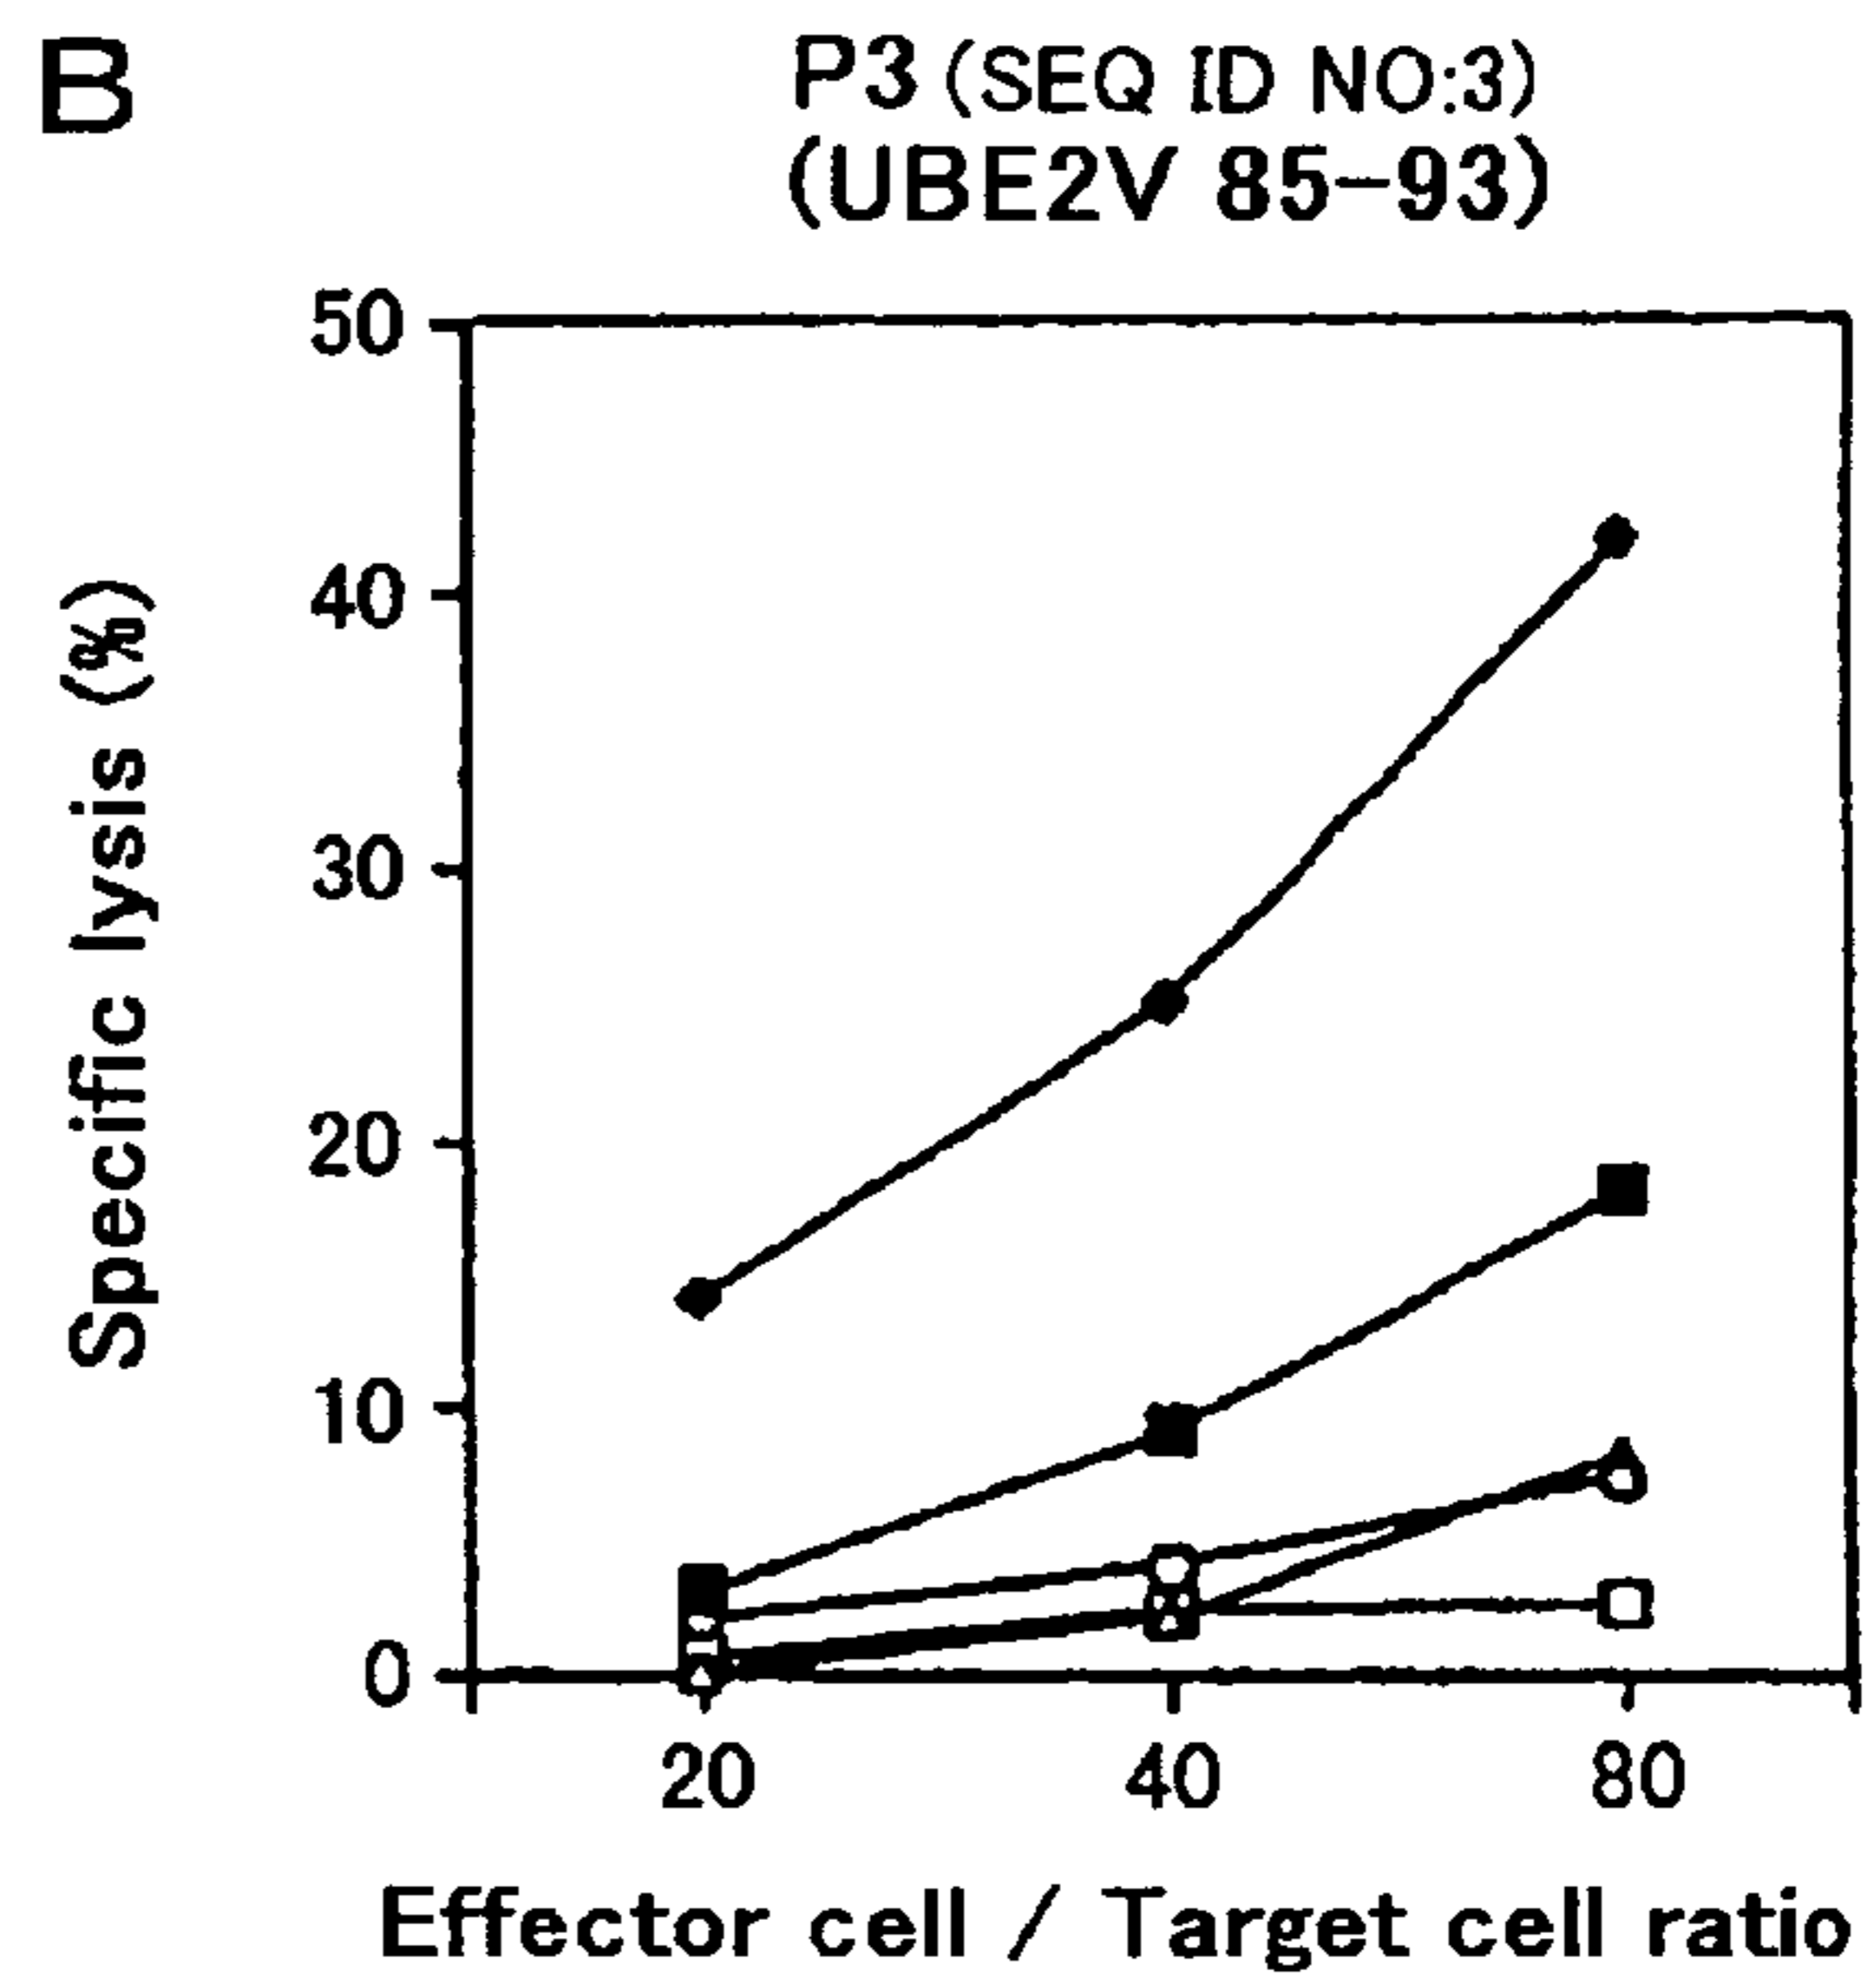 B
P3 (SEQ ID NO:3)
(UBE2V 85-93)
Specific lysis (%)
50
40
30
20
10
0
20 40 80
Effector cell / Target cell ratio